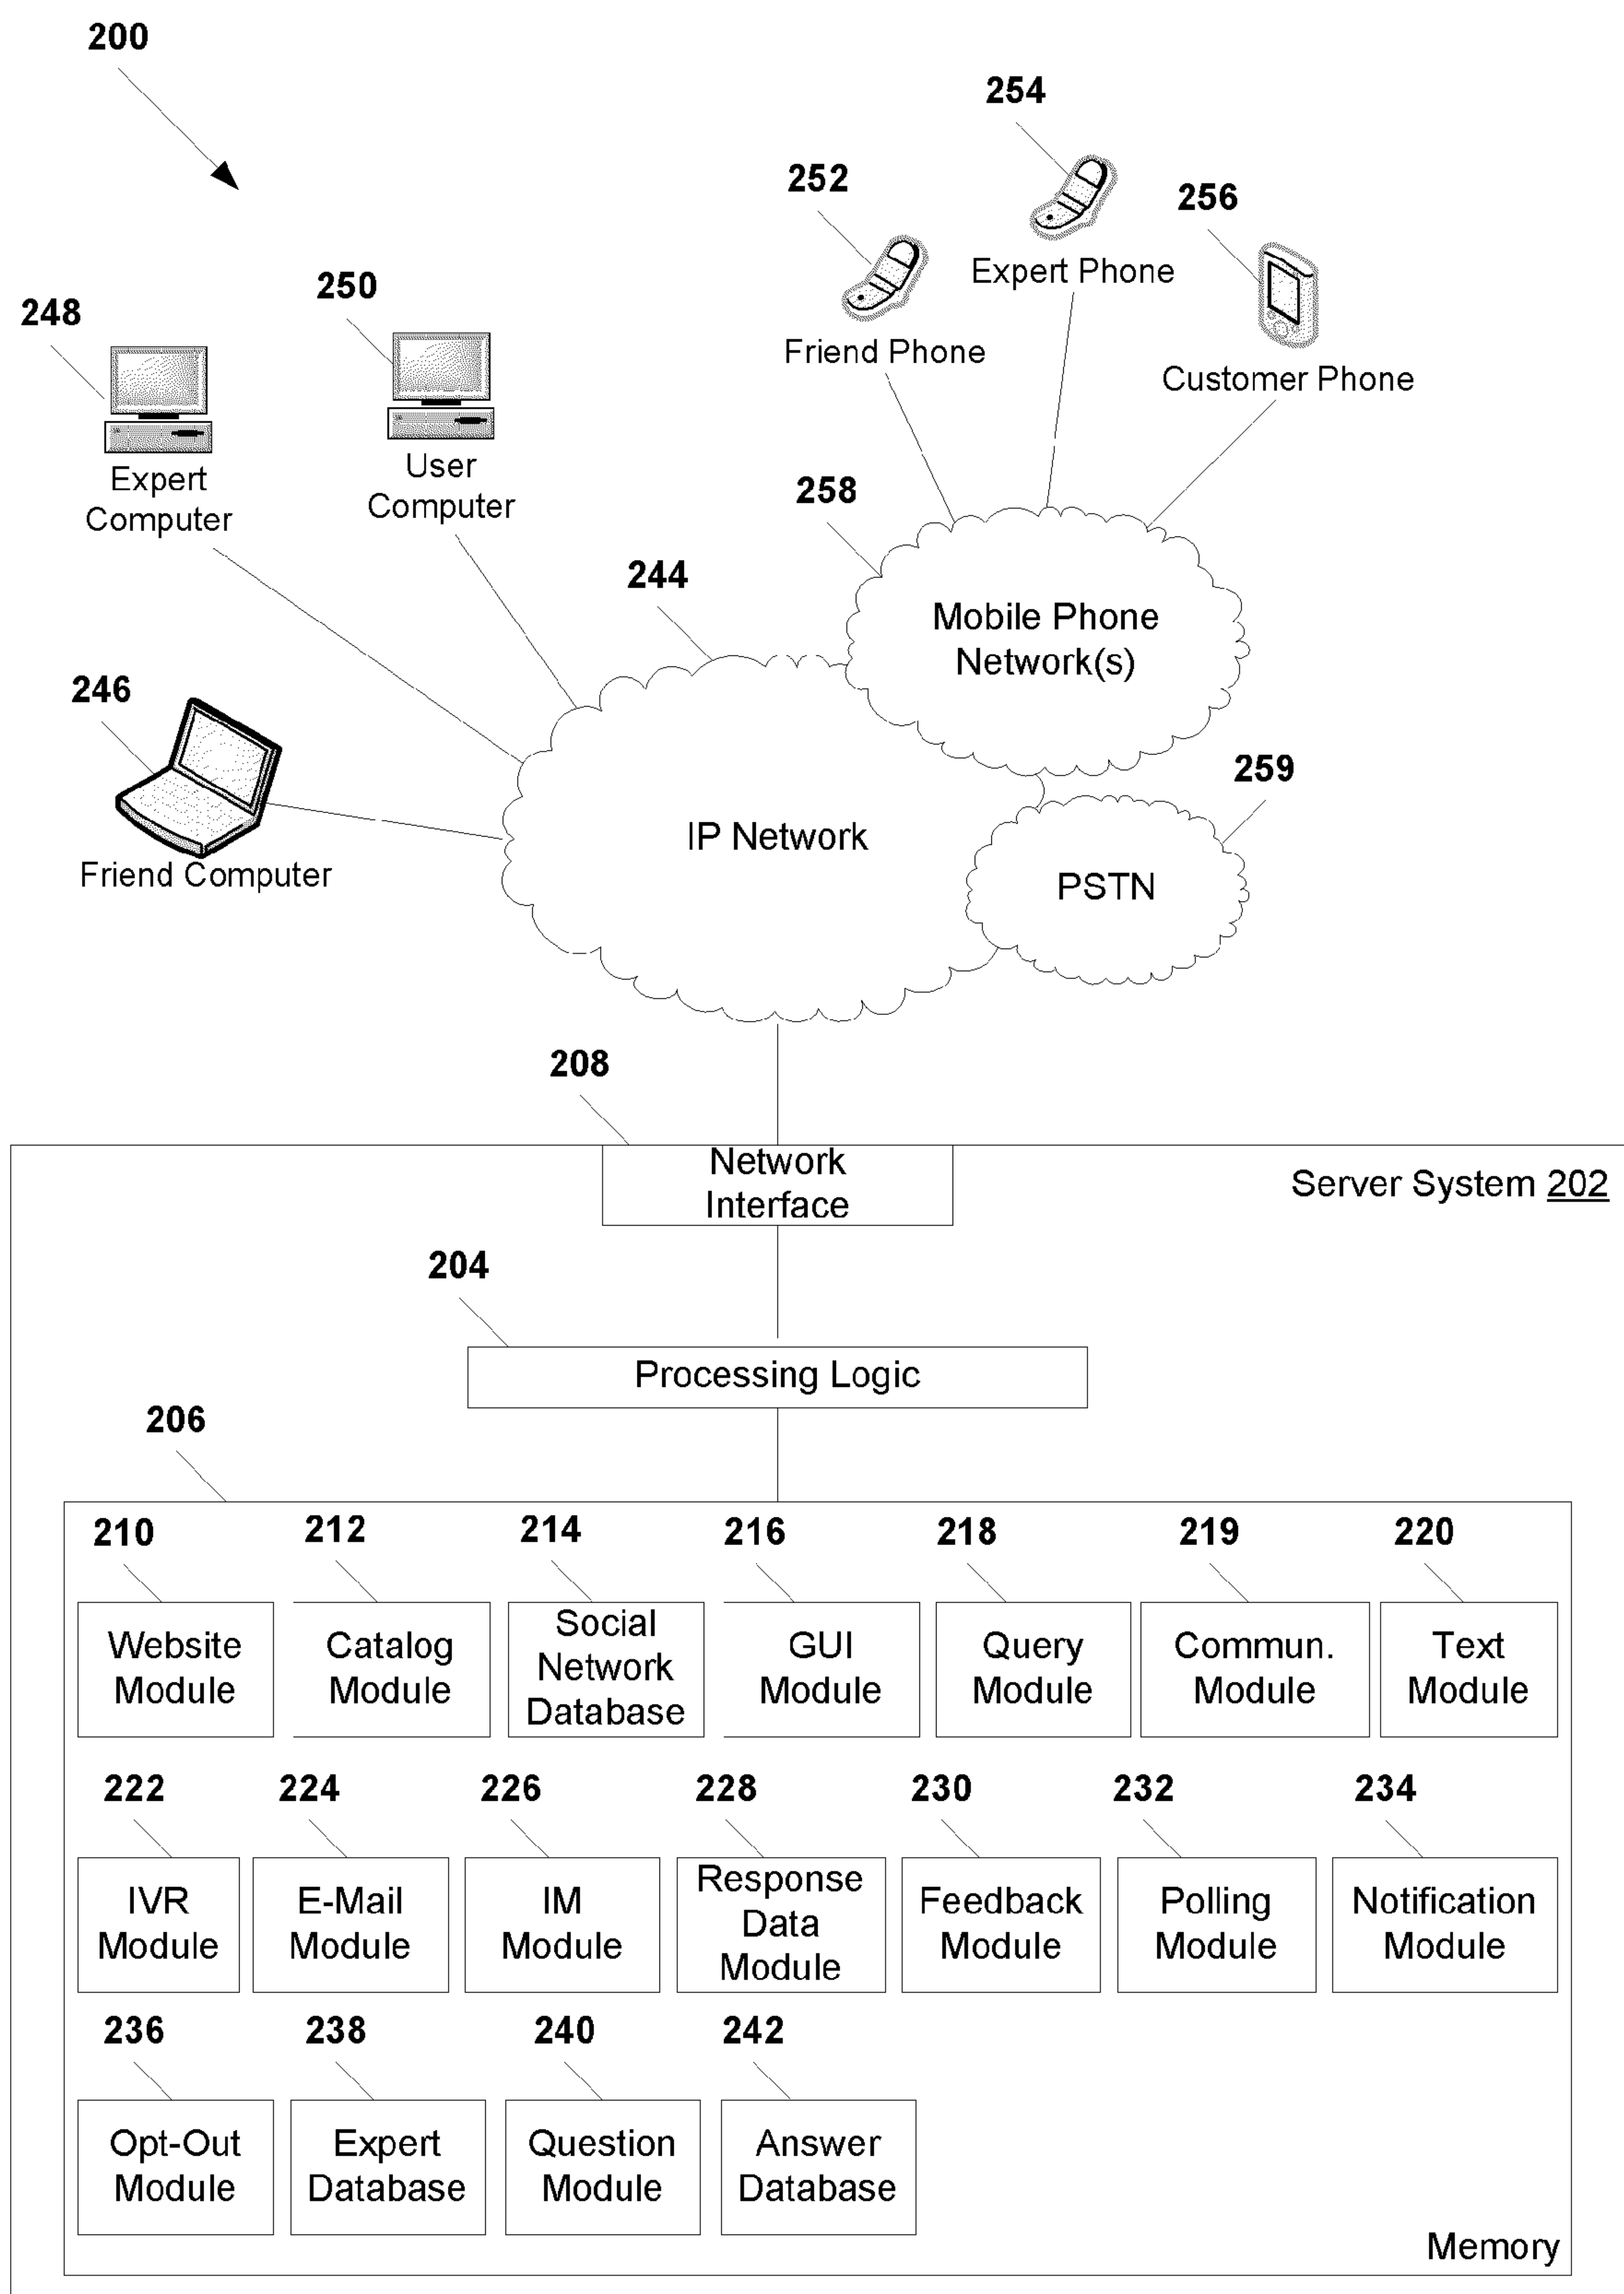 200
254
252
256
Expert Phone
250
248
Friend Phone
Customer Phone
User
Computer
Expert
Computer
258
244
Mobile Phone
Network(s)
246
259
IP Network
PSTN
Friend Computer
208
Network
Interface
Server System 202
204
Processing Logic
206
210 212 214 216 218 219 220
Website
Module
Catalog
Module
Social
Network
Database
GUI
Module
Query
Module
Commun.
Module
Text
Module
222 224 226 228 230 232 234
IVR
Module
E-Mail
Module
IM
Module
Response
Data
Module
Feedback
Module
Polling
Module
Notification
Module
236 238 240 242
Opt-Out
Module
Expert
Database
Question
Module
Answer
Database
Memory